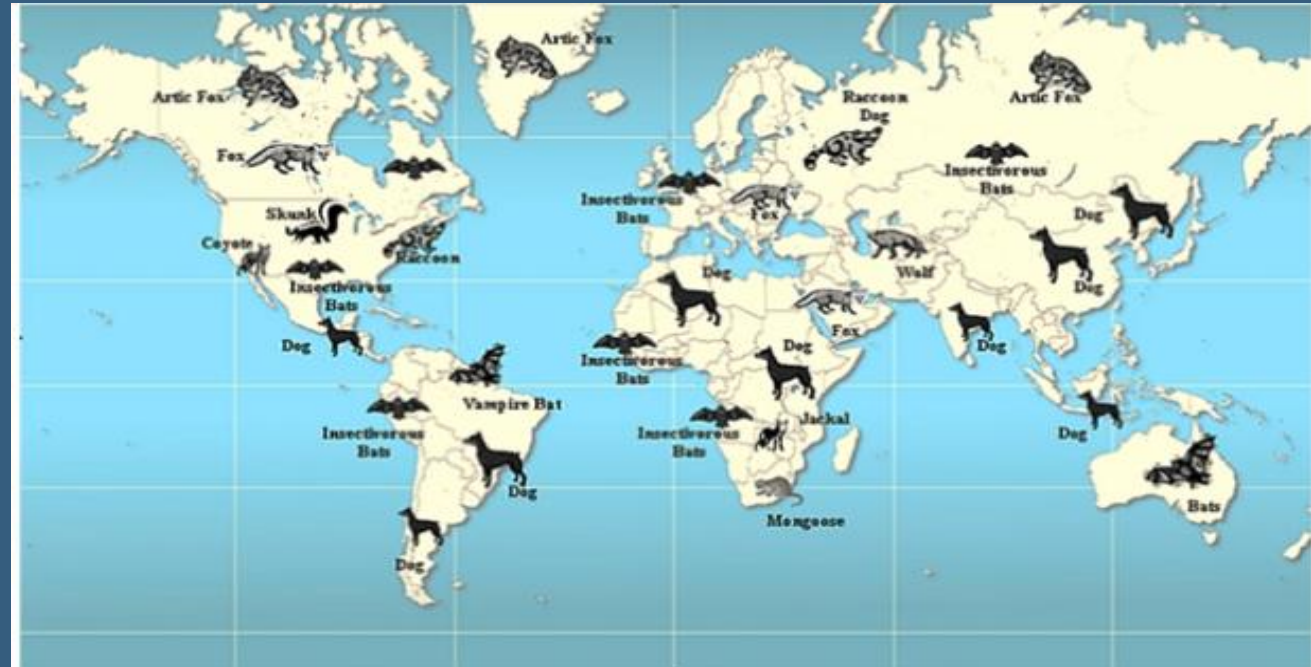 Artic Fox
Artic Fox
Artic Fox
Raccoon
Dog
Fox
Insectivorous
Bats
Insectivorous
Bats
Fox
Skunk
Dog
Coyote
Raccoon
Wolf
Dog
Dog
Insectivorous
Bats
Fox
Dog
Dog
Dog
Insectivorous
Bats
Vampire Bat
Jackal
Insectivorous
Bats
Insectivorous
Bats
Dog
Dog
Bats
Mongoose
Dog